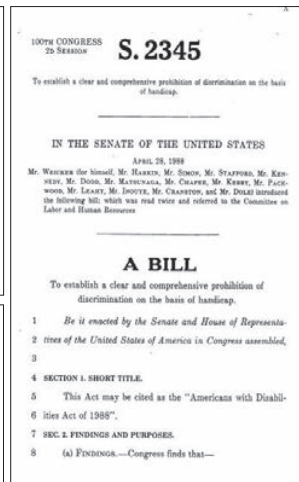 100TH CONGRESS
2D SESSION
S. 2345
To establish a clear and comprehensive prohibition of discrimination on the basis
of handicap.
IN THE SENATE OF THE UNITED STATES
APRIL 28, 1988
Mr. WEICKER (for himself, Mr. HARKIN, Mr. SIMON, Mr. STAFFORD, Mr. KEN-
NEDY, Mr. DODD, Mr. MATSUNAGA, Mr. CHAFEE, Mr. KERRY, Mr. PACK-
WOOD, Mr. LEAHY, Mr. INOUYE, Mr. CRANSTON, and Mr. DOLE) introduced
the following bill; which was read twice and referred to the Committee on
Labor and Human Resources
A BILL
To establish a clear and comprehensive prohibition of
discrimination on the basis of handicap.
1 Be it enacted by the Senate and House of Representa-
2 tives of the United States of America in Congress assembled,
3
4 SECTION 1. SHORT TITLE.
5 This Act may be cited as the "Americans with Disabil-
6 ities Act of 1988".
7 SEC. 2. FINDINGS AND PURPOSES.
8 (a) FINDINGS.—Congress finds that—